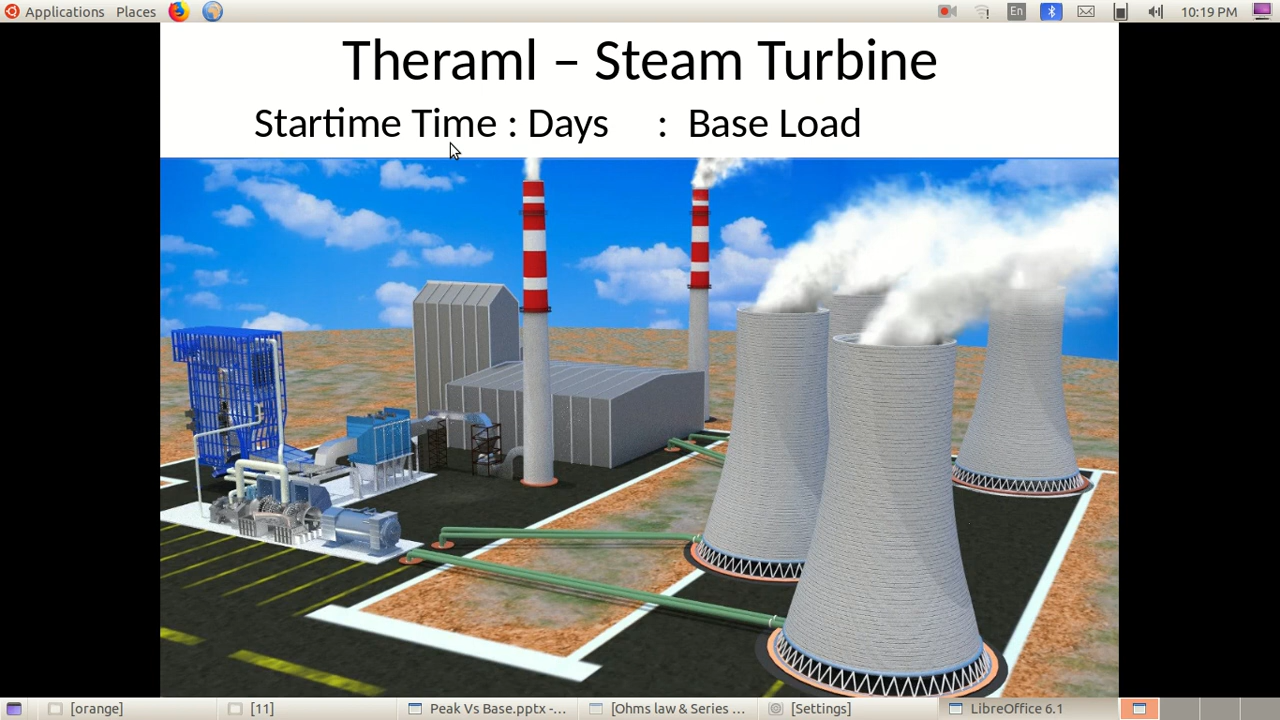 Applications Places En 10:19 PM
Theraml – Steam Turbine
Startime Time : Days : Base Load
[orange] [11] Peak Vs Base.pptx -... [Ohms law & Series ... [Settings] LibreOffice 6.1